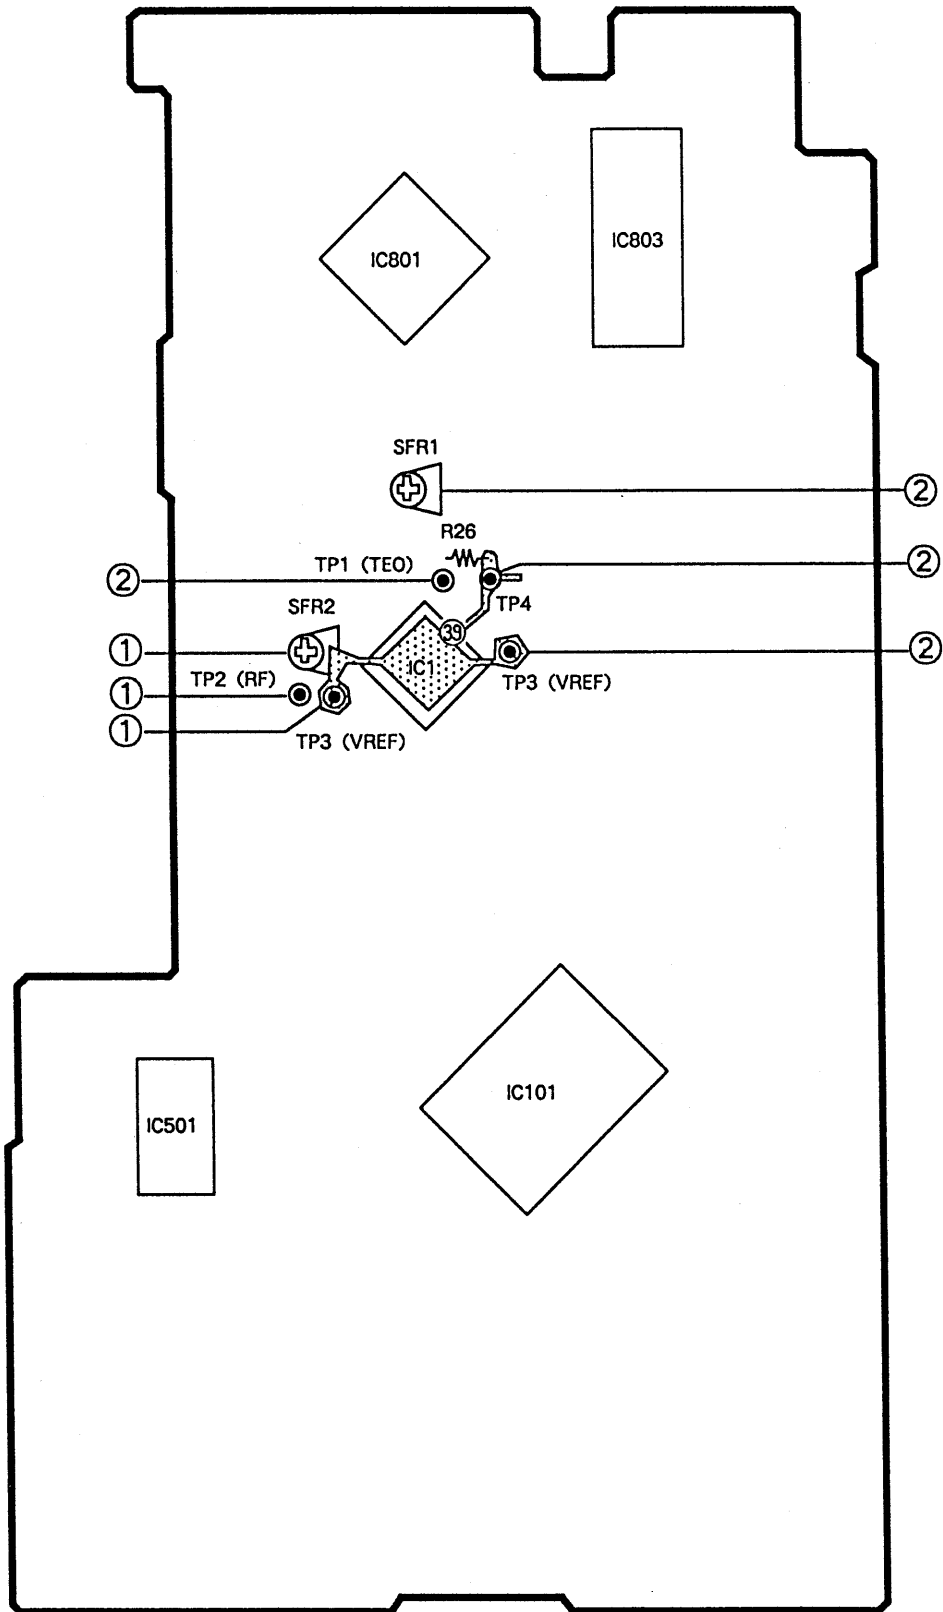 IC803
IC801
SFR1
②
R26
②
TP1 (TEO)
②
TP4
SFR2
39
①
IC1
②
TP2 (RF)
TP3 (VREF)
①
①
TP3 (VREF)
IC101
IC501